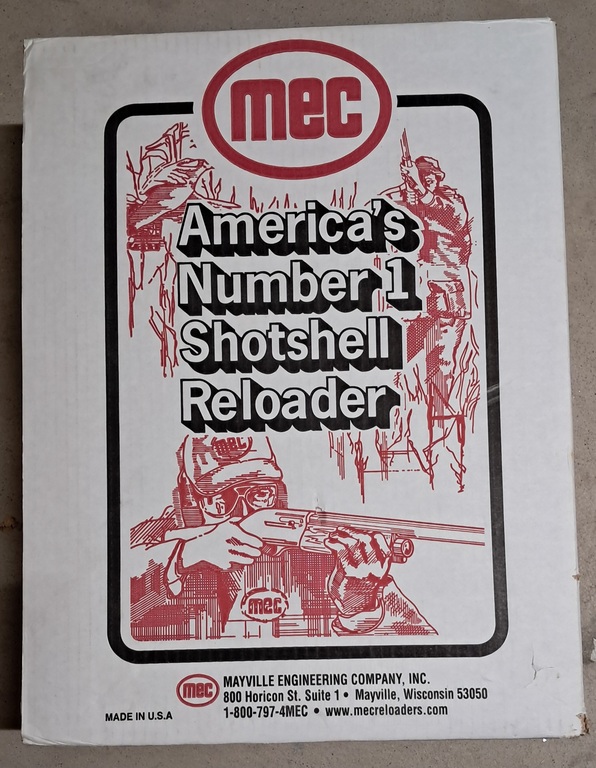 mec
America's
Number 1
Shotshell
Reloader
mec
mec
mec
MAYVILLE ENGINEERING COMPANY, INC.
800 Horicon St. Suite 1 • Mayville, Wisconsin 53050
MADE IN U.S.A
1-800-797-4MEC • www.mecreloaders.com